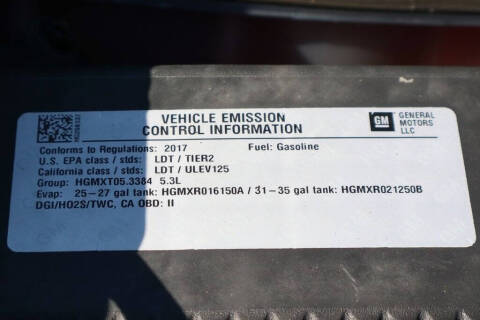 VEHICLE EMISSION
CONTROL INFORMATION
GM GENERAL
MOTORS
LLC
Conforms to Regulations: 2017 Fuel: Gasoline
U.S. EPA class / stds: LDT / TIER2
California class / stds: LDT / ULEV125
Group: HGMXT05.3384 5.3L
Evap: 25-27 gal tank: HGMXR016150A / 31-35 gal tank: HGMXR021250B
DGI/HO2S/TWC, CA OBD: II